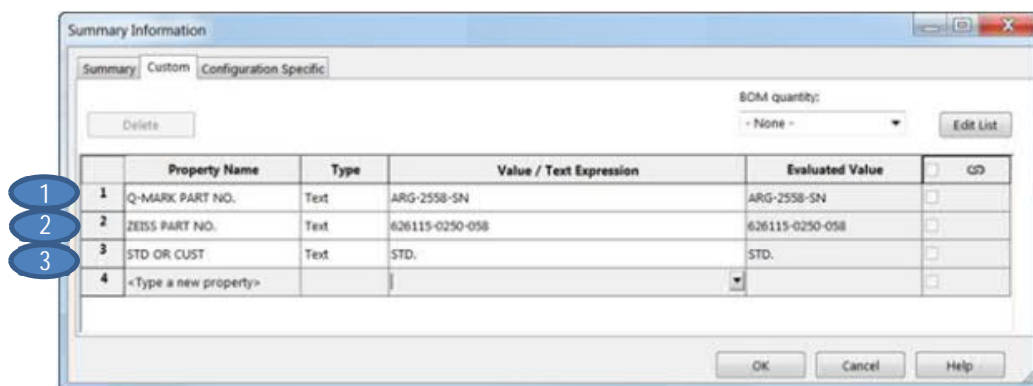 Summary Information
Summary Custom Configuration Specific
BOM quantity:
Delete - None - Edit List
Property Name Type Value / Text Expression Evaluated Value
1 1 Q-MARK PART NO. Text ARG-2558-SN ARG-2558-SN
2 2 ZEISS PART NO. Text 626115-0250-058 626115-0250-058
3 3 STD OR CUST Text STD. STD.
4 <Type a new property>
OK Cancel Help